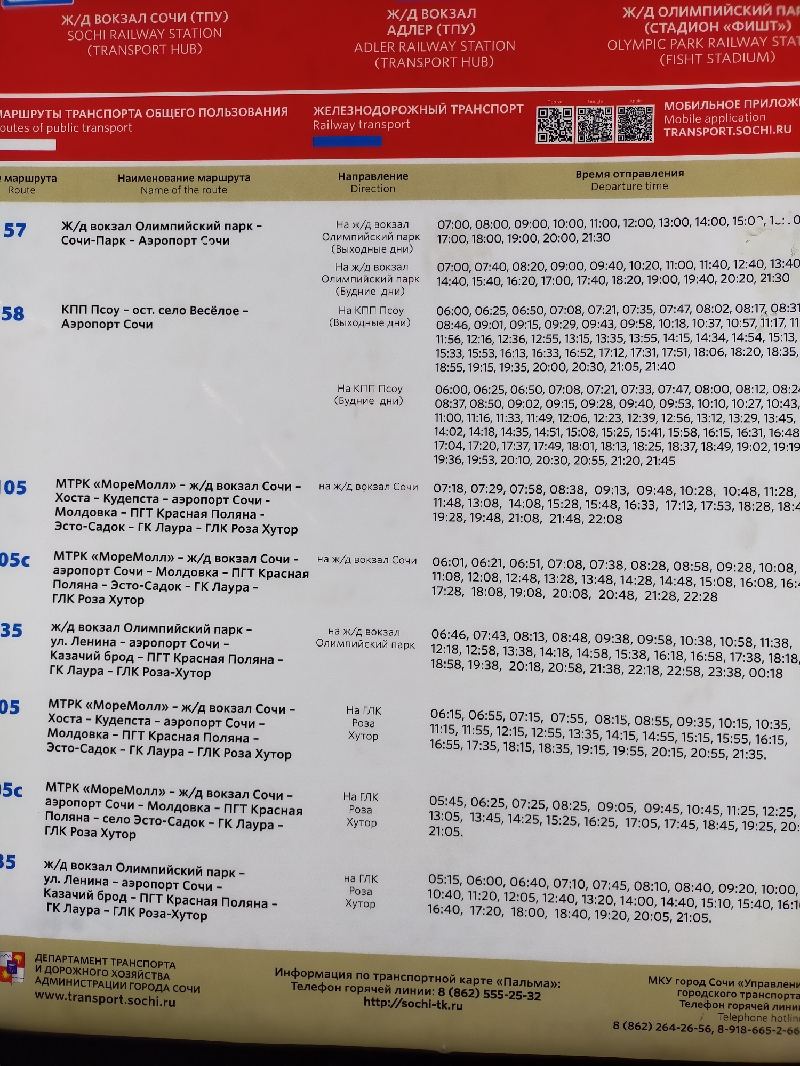 Ж/Д ВОКЗАЛ СОЧИ (ТПУ)
SOCHI RAILWAY STATION
(TRANSPORT HUB)
Ж/Д ВОКЗАЛ
АДЛЕР (ТПУ)
ADLER RAILWAY STATION
(TRANSPORT HUB)
Ж/Д ОЛИМПИЙСКИЙ
(СТАДИОН «ФИШТ»)
OLYMPIC PARK RAILWAY
(FISHT STADIUM)
МАРШРУТЫ ТРАНСПОРТА ОБЩЕГО ПОЛЬЗОВАНИЯ
outes of public transport
ЖЕЛЕЗНОДОРОЖНЫЙ ТРАНСПОРТ
Railway transport
МОБИЛЬНОЕ
Mobile application
TRANSPORT.SOCHI.RU
маршрута
Route
Наименование маршрута
Name of the route
Направление
Direction
Время отправления
Departure time
57
Ж/д вокзал Олимпийский парк –
Сочи-Парк – Аэропорт Сочи
На ж/д вокзал
Олимпийский парк
(Выходные дни)
07:00, 08:00, 09:00, 10:00, 11:00, 12:00, 13:00, 14:00,
17:00, 18:00, 19:00, 20:00, 21:30
На ж/д вокзал
Олимпийский парк
(Будние дни)
07:00, 07:40, 08:20, 09:00, 09:40, 10:20, 11:00, 11:40, 12:40, 13:40
14:40, 15:40, 16:20, 17:00, 17:40, 18:20, 19:00, 19:40, 20:20, 21:30
58
КПП Псоу – ост. село Весёлое –
Аэропорт Сочи
На КПП Псоу
(Выходные дни)
06:00, 06:25, 06:50, 07:08, 07:21, 07:35, 07:47, 08:02, 08:17, 08:31
08:46, 09:01, 09:15, 09:29, 09:43, 09:58, 10:18, 10:37, 10:57, 11:17,
11:56, 12:16, 12:36, 12:55, 13:15, 13:35, 13:55, 14:15, 14:34, 14:54, 15:13,
15:33, 15:53, 16:13, 16:33, 16:52, 17:12, 17:31, 17:51, 18:06, 18:20, 18:35,
18:55, 19:15, 19:35, 20:00, 20:30, 21:05, 21:40
На КПП Псоу
(Будние дни)
06:00, 06:25, 06:50, 07:08, 07:21, 07:33, 07:47, 08:00, 08:12,
08:37, 08:50, 09:02, 09:15, 09:28, 09:40, 09:53, 10:10, 10:27, 10:43,
11:00, 11:16, 11:33, 11:49, 12:06, 12:23, 12:39, 12:56, 13:12, 13:29, 13:45,
14:02, 14:18, 14:35, 14:51, 15:08, 15:25, 15:41, 15:58, 16:15, 16:31, 16:48
17:04, 17:20, 17:37, 17:49, 18:01, 18:13, 18:25, 18:37, 18:49, 19:02, 19:19
19:36, 19:53, 20:10, 20:30, 20:55, 21:20, 21:45
105
МТРК «МореМолл» – ж/д вокзал Сочи –
Хоста – Кудепста – аэропорт Сочи –
Молдовка – ПГТ Красная Поляна –
Эсто-Садок – ГК Лаура – ГЛК Роза Хутор
на ж/д вокзал Сочи
07:18, 07:29, 07:58, 08:38, 09:13, 09:48, 10:28, 10:48, 11:28,
11:48, 13:08, 14:08, 15:28, 15:48, 16:33, 17:13, 17:53, 18:28,
19:28, 19:48, 21:08, 21:48, 22:08
05с
МТРК «МореМолл» – ж/д вокзал Сочи –
аэропорт Сочи – Молдовка – ПГТ Красная
Поляна – Эсто-Садок – ГК Лаура –
ГЛК Роза Хутор
на ж/д вокзал Сочи
06:01, 06:21, 06:51, 07:08, 07:38, 08:28, 08:58, 09:28, 10:08,
11:08, 12:08, 12:48, 13:28, 13:48, 14:28, 14:48, 15:08, 16:08,
17:28, 18:08, 19:08, 20:08, 20:48, 21:28, 22:28
35
ж/д вокзал Олимпийский парк –
ул. Ленина – аэропорт Сочи –
Казачий брод – ПГТ Красная Поляна –
ГК Лаура – ГЛК Роза-Хутор
на ж/д вокзал
Олимпийский парк
06:46, 07:43, 08:13, 08:48, 09:38, 09:58, 10:38, 10:58, 11:38,
12:18, 12:58, 13:38, 14:18, 14:58, 15:38, 16:18, 16:58, 17:38, 18:18,
18:58, 19:38, 20:18, 20:58, 21:38, 22:18, 22:58, 23:38, 00:18
05
МТРК «МореМолл» – ж/д вокзал Сочи –
Хоста – Кудепста – аэропорт Сочи –
Молдовка – ПГТ Красная Поляна –
Эсто-Садок – ГК Лаура – ГЛК Роза Хутор
На ГЛК
Роза
Хутор
06:15, 06:55, 07:15, 07:55, 08:15, 08:55, 09:35, 10:15, 10:35,
11:15, 11:55, 12:15, 12:55, 13:35, 14:15, 14:55, 15:15, 15:55, 16:15,
16:55, 17:35, 18:15, 18:35, 19:15, 19:55, 20:15, 20:55, 21:35.
5с
МТРК «МореМолл» – ж/д вокзал Сочи –
аэропорт Сочи – Молдовка – ПГТ Красная
Поляна – село Эсто-Садок – ГК Лаура –
ГЛК Роза Хутор
На ГЛК
Роза
Хутор
05:45, 06:25, 07:25, 08:25, 09:05, 09:45, 10:45, 11:25, 12:25,
13:05, 13:45, 14:25, 15:25, 16:25, 17:05, 17:45, 18:45, 19:25,
21:05.
35
ж/д вокзал Олимпийский парк –
ул. Ленина – аэропорт Сочи –
Казачий брод – ПГТ Красная Поляна –
ГК Лаура – ГЛК Роза-Хутор
на ГЛК
Роза
Хутор
05:15, 06:00, 06:40, 07:10, 07:45, 08:10, 08:40, 09:20, 10:00,
10:40, 11:20, 12:05, 12:40, 13:20, 14:00, 14:40, 15:10, 15:40,
16:40, 17:20, 18:00, 18:40, 19:20, 20:05, 21:05.
ДЕПАРТАМЕНТ ТРАНСПОРТА
И ДОРОЖНОГО ХОЗЯЙСТВА
АДМИНИСТРАЦИИ ГОРОДА СОЧИ
www.transport.sochi.ru
Информация по транспортной карте «Пальма»:
Телефон горячей линии: 8 (862) 555-25-32
http://sochi-tk.ru
МКУ город Сочи «Управлени
городского транспорта
Телефон горячей линии
Telephone hotlin
8 (862) 264-26-56, 8-918-665-2-66